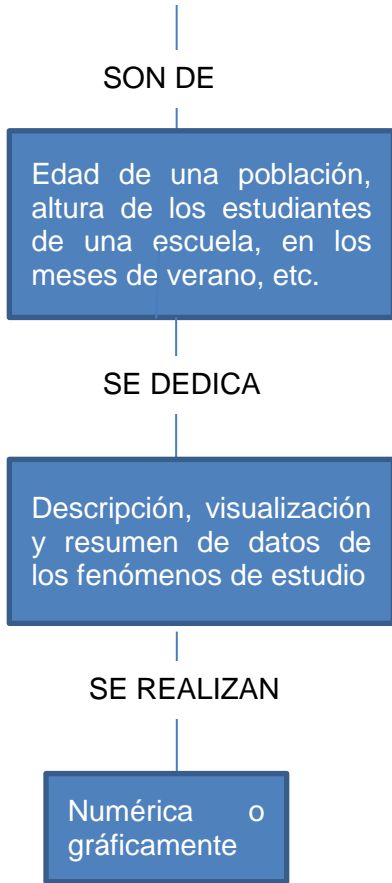 SON DE
Edad de una población,
altura de los estudiantes
de una escuela, en los
meses de verano, etc.
SE DEDICA
Descripción, visualización
y resumen de datos de
los fenómenos de estudio
SE REALIZAN
Numérica o
gráficamente